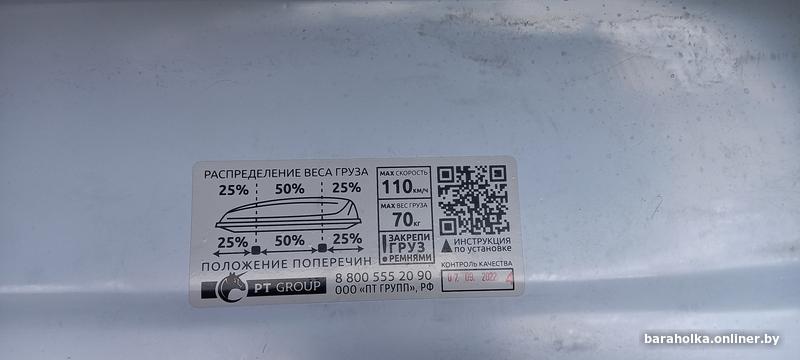 РАСПРЕДЕЛЕНИЕ ВЕСА ГРУЗА
25% 50% 25%
25% 50% 25%
ПОЛОЖЕНИЕ ПОПЕРЕЧИН
PT GROUP
8 800 555 20 90
ООО «ПТ ГРУПП», РФ
MAX СКОРОСТЬ
110 КМ/Ч
MAX ВЕС ГРУЗА
70 КГ
! ЗАКРЕПИ
ГРУЗ
РЕМНЯМИ
ИНСТРУКЦИЯ
по установке
КОНТРОЛЬ КАЧЕСТВА
07. 09. 2022 4
baraholka.onliner.by